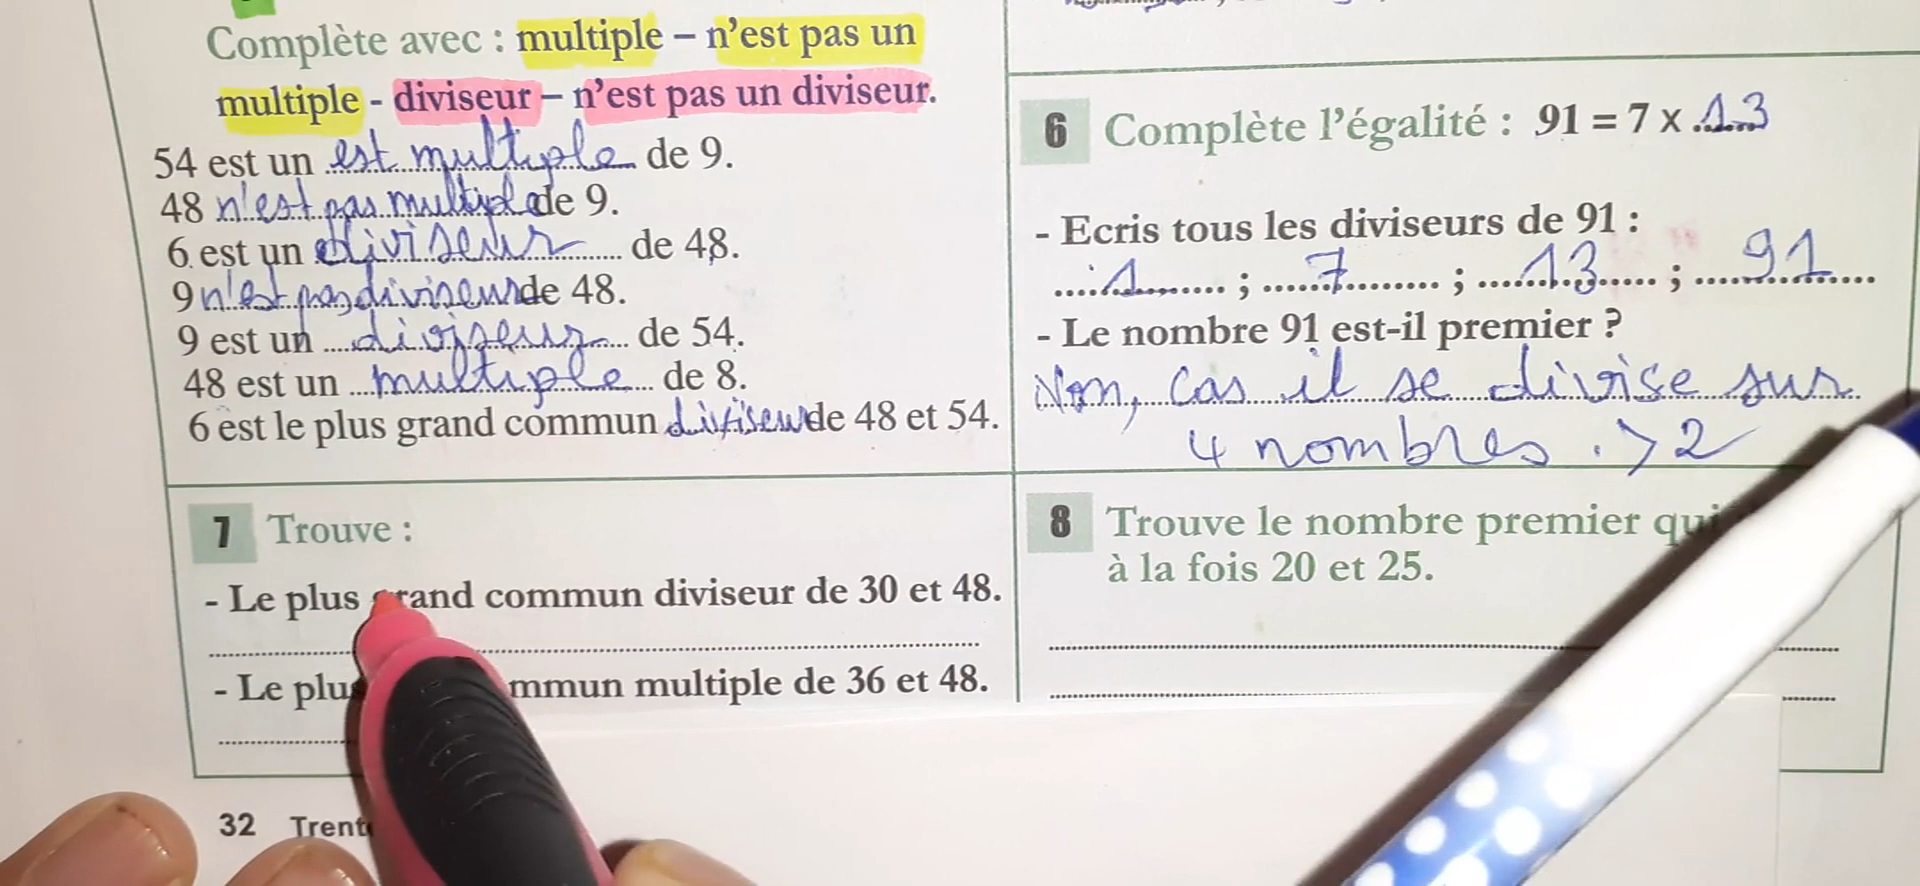 Complète avec : multiple – n'est pas un
multiple - diviseur – n'est pas un diviseur.
54 est un est multiple de 9.
48 n'est pas multiple de 9.
6 est un diviseur de 48.
9 n'est pas diviseur de 48.
9 est un diviseur de 54.
48 est un multiple de 8.
6 est le plus grand commun diviseur de 48 et 54.
6 Complète l'égalité : 91 = 7 x 13
- Ecris tous les diviseurs de 91 :
1 ; 7 ; 13 ; 91
- Le nombre 91 est-il premier ?
Non, car il se divise sur
4 nombres . > 2
7 Trouve :
- Le plus grand commun diviseur de 30 et 48.
- Le plus mmun multiple de 36 et 48.
8 Trouve le nombre premier qui
à la fois 20 et 25.
32 Trent